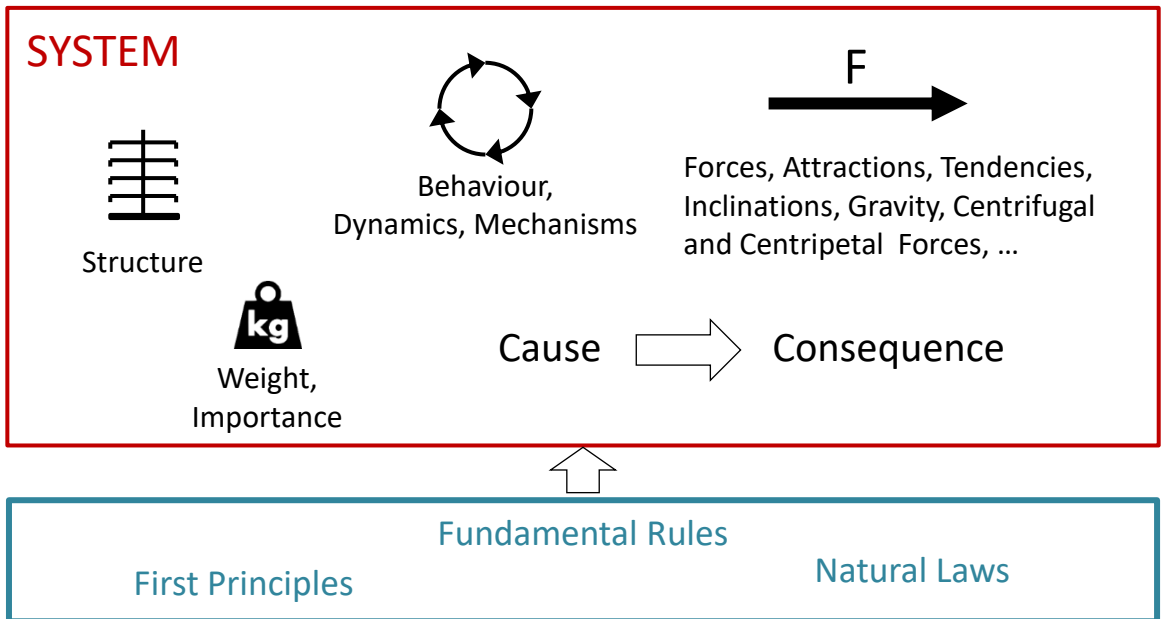 SYSTEM
F
Behaviour,
Dynamics, Mechanisms
Forces, Attractions, Tendencies,
Inclinations, Gravity, Centrifugal
and Centripetal Forces, …
Structure
kg
Weight,
Importance
Cause
Consequence
Fundamental Rules
First Principles
Natural Laws